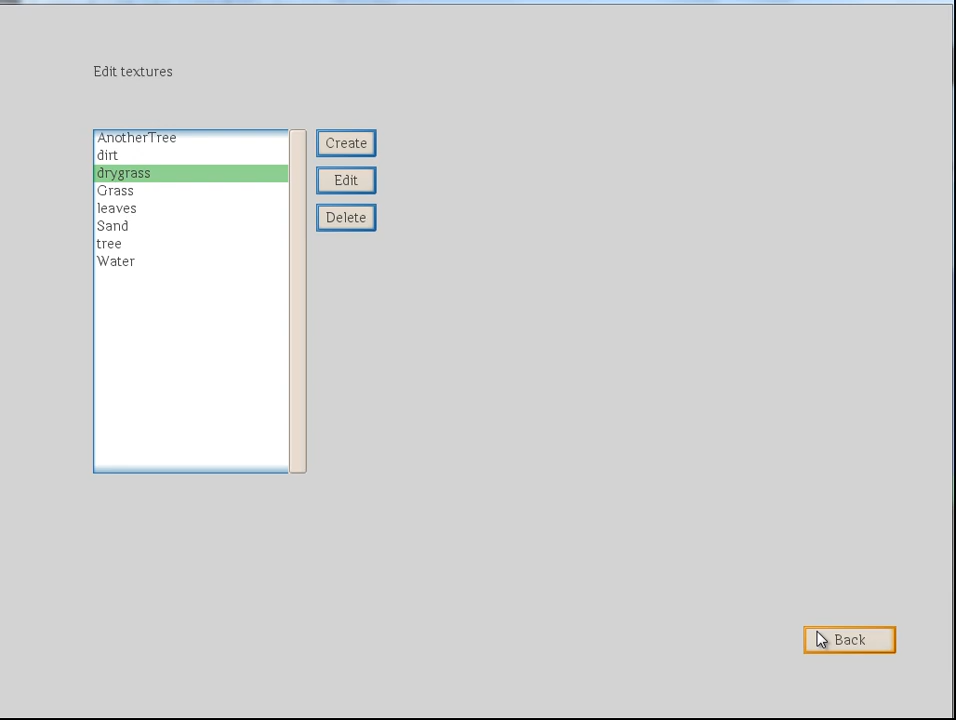 Edit textures
AnotherTree
dirt
drygrass
Grass
leaves
Sand
tree
Water
Create
Edit
Delete
Back